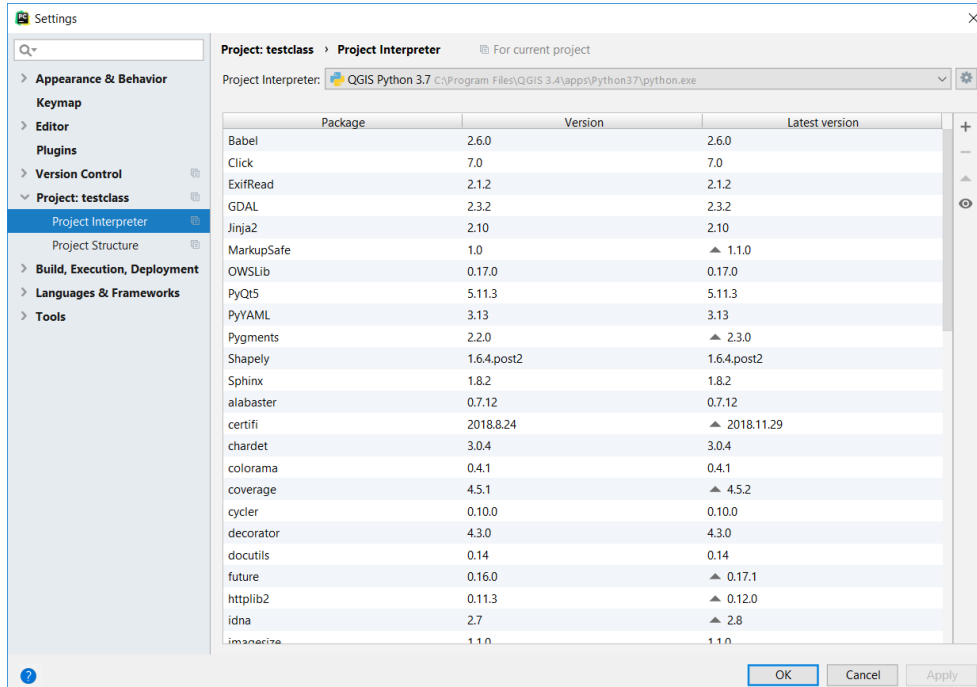 Settings
Project: testclass › Project Interpreter For current project
Project Interpreter: QGIS Python 3.7 C:\Program Files\QGIS 3.4\apps\Python37\python.exe
Appearance & Behavior
Keymap
Editor
Plugins
Version Control
Project: testclass
Project Interpreter
Project Structure
Build, Execution, Deployment
Languages & Frameworks
Tools
Package Version Latest version
Babel 2.6.0 2.6.0
Click 7.0 7.0
ExifRead 2.1.2 2.1.2
GDAL 2.3.2 2.3.2
Jinja2 2.10 2.10
MarkupSafe 1.0 1.1.0
OWSLib 0.17.0 0.17.0
PyQt5 5.11.3 5.11.3
PyYAML 3.13 3.13
Pygments 2.2.0 2.3.0
Shapely 1.6.4.post2 1.6.4.post2
Sphinx 1.8.2 1.8.2
alabaster 0.7.12 0.7.12
certifi 2018.8.24 2018.11.29
chardet 3.0.4 3.0.4
colorama 0.4.1 0.4.1
coverage 4.5.1 4.5.2
cycler 0.10.0 0.10.0
decorator 4.3.0 4.3.0
docutils 0.14 0.14
future 0.16.0 0.17.1
httplib2 0.11.3 0.12.0
idna 2.7 2.8
imagesize 1.1.0 1.1.0
? OK Cancel Apply